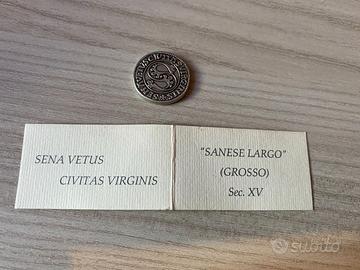 SENA VETUS
CIVITAS VIRGINIS
"SANESE LARGO"
(GROSSO)
Sec. XV
subito